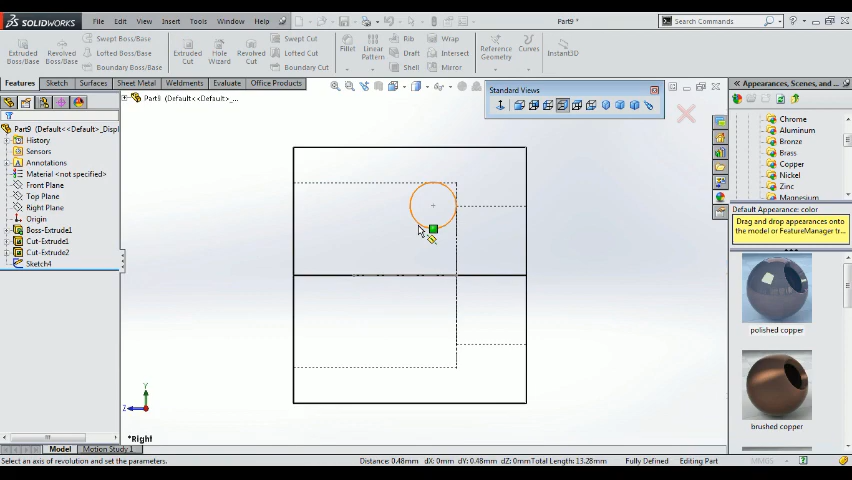 SOLIDWORKS File Edit View Insert Tools Window Help Part9 * Search Commands
Extruded Boss/Base
Revolved Boss/Base
Swept Boss/Base
Lofted Boss/Base
Boundary Boss/Base
Extruded Cut
Hole Wizard
Revolved Cut
Swept Cut
Lofted Cut
Boundary Cut
Fillet
Linear Pattern
Rib
Draft
Shell
Wrap
Intersect
Mirror
Reference Geometry
Curves
Instant3D
Features Sketch Surfaces Sheet Metal Weldments Evaluate Office Products
Part9 (Default<<Default>_...
Standard Views
Appearances, Scenes, and...
Part9 (Default<<Default>_Displ
History
Sensors
Annotations
Material <not specified>
Front Plane
Top Plane
Right Plane
Origin
Boss-Extrude1
Cut-Extrude1
Cut-Extrude2
Sketch4
Chrome
Aluminum
Bronze
Brass
Copper
Nickel
Zinc
Magnesium
Default Appearance: color
Drag and drop appearances onto
the model or FeatureManager tr...
polished copper
brushed copper
Y
Z
*Right
Model Motion Study 1
Select an axis of revolution and set the parameters. Distance: 0.48mm dX: 0mm dY: 0.48mm dZ: 0mm Total Length: 13.28mm Fully Defined Editing Part MMGS